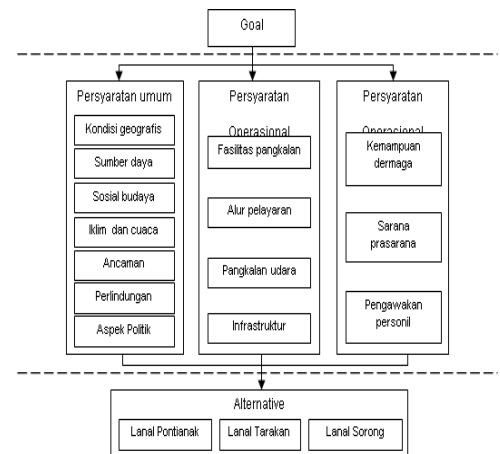 Goal
Persyaratan umum
Kondisi geografis
Sumber daya
Sosial budaya
Iklim dan cuaca
Ancaman
Perlindungan
Aspek Politik
Persyaratan
Operasional
Fasilitas pangkalan
Alur pelayaran
Pangkalan udara
Infrastruktur
Persyaratan
Operasional
Kemampuan
dermaga
Sarana
prasarana
Pengawakan
personil
Alternative
Lanal Pontianak
Lanal Tarakan
Lanal Sorong